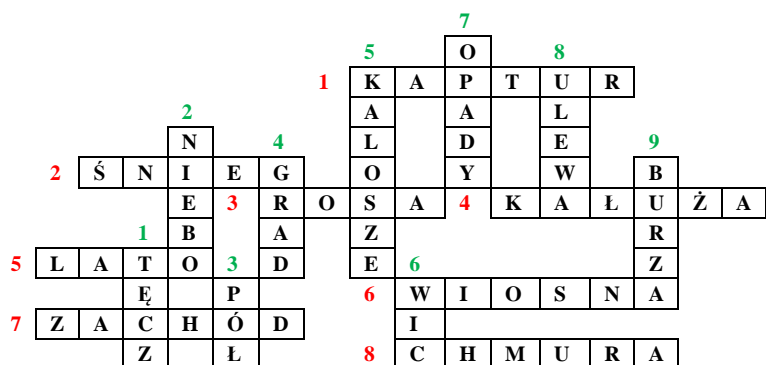 7
5 O 8
1 K A P T U R
2 A A L
N 4 L D E 9
2 Ś N I E G O Y W B
E 3 R O S A 4 K A Ł U Ż A
1 B A Z R
5 L A T O 3 D E 6 Z
Ę P 6 W I O S N A
7 Z A C H Ó D I
Z Ł 8 C H M U R A